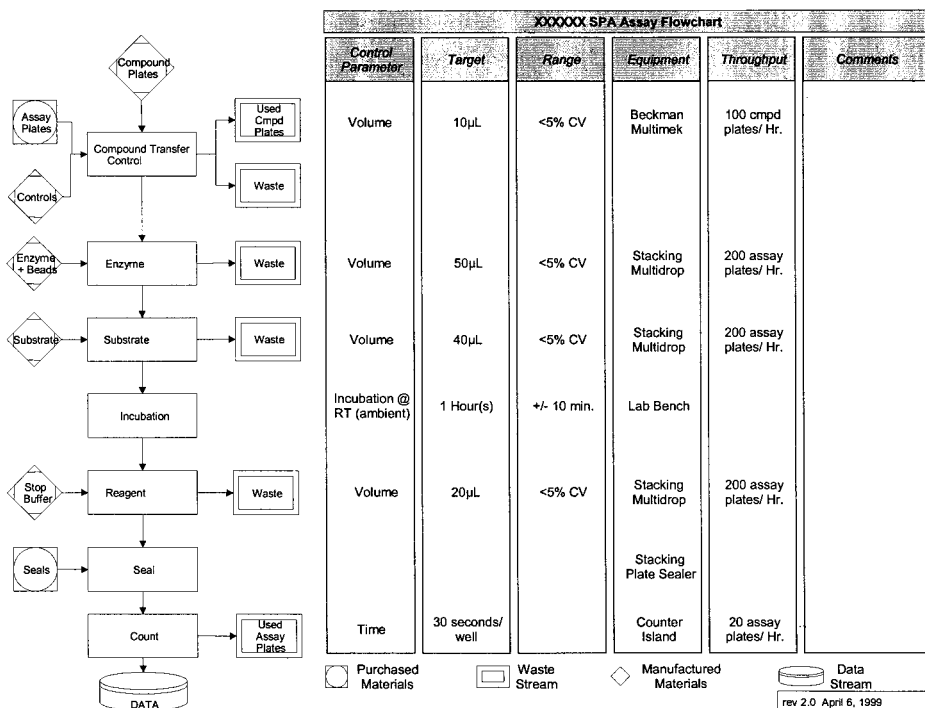 Compound
Plates
Assay
Plates
Compound Transfer
Control
Used
Cmpd
Plates
Waste
Controls
Enzyme
+ Beads
Enzyme
Waste
Substrate
Substrate
Waste
Incubation
Stop
Buffer
Reagent
Waste
Seals
Seal
Count
Used
Assay
Plates
DATA
XXXXXX SPA Assay Flowchart
Control
Parameter
Target
Range
Equipment
Throughput
Comments
Volume
10µL
<5% CV
Beckman
Multimek
100 cmpd
plates/ Hr.
Volume
50µL
<5% CV
Stacking
Multidrop
200 assay
plates/ Hr.
Volume
40µL
<5% CV
Stacking
Multidrop
200 assay
plates/ Hr.
Incubation @
RT (ambient)
1 Hour(s)
+/- 10 min.
Lab Bench
Volume
20µL
<5% CV
Stacking
Multidrop
200 assay
plates/ Hr.
Stacking
Plate Sealer
Time
30 seconds/
well
Counter
Island
20 assay
plates/ Hr.
Purchased
Materials
Waste
Stream
Manufactured
Materials
Data
Stream
rev 2.0 April 6, 1999